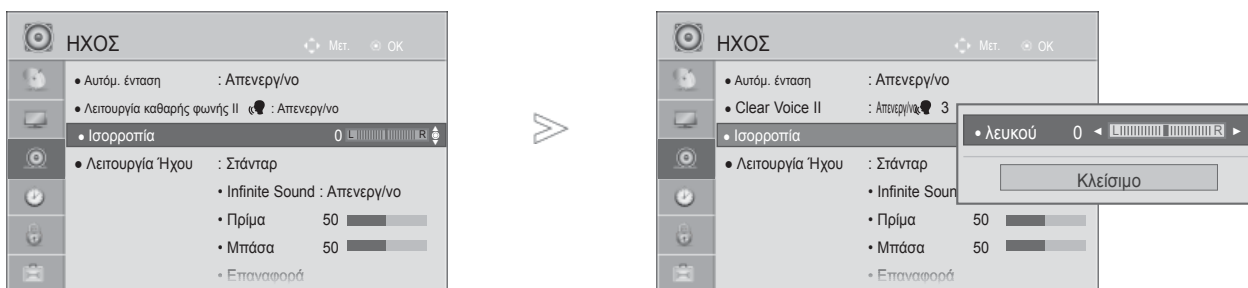 ΗΧΟΣ Μετ. OK
• Αυτόμ. ένταση : Απενεργ/νο
• Λειτουργία καθαρής φωνής II : Απενεργ/νο
• Ισορροπία 0 L R
• Λειτουργία Ήχου : Στάνταρ
• Infinite Sound : Απενεργ/νο
• Πρίμα 50
• Μπάσα 50
• Επαναφορά
ΗΧΟΣ Μετ. OK
• Αυτόμ. ένταση : Απενεργ/νο
• Clear Voice II : Απενεργ/νο 3
• Ισορροπία
• Λειτουργία Ήχου : Στάνταρ
• Infinite Soun
• Πρίμα 50
• Μπάσα 50
• Επαναφορά
• λευκού 0 ◄ L R ►
Κλείσιμο